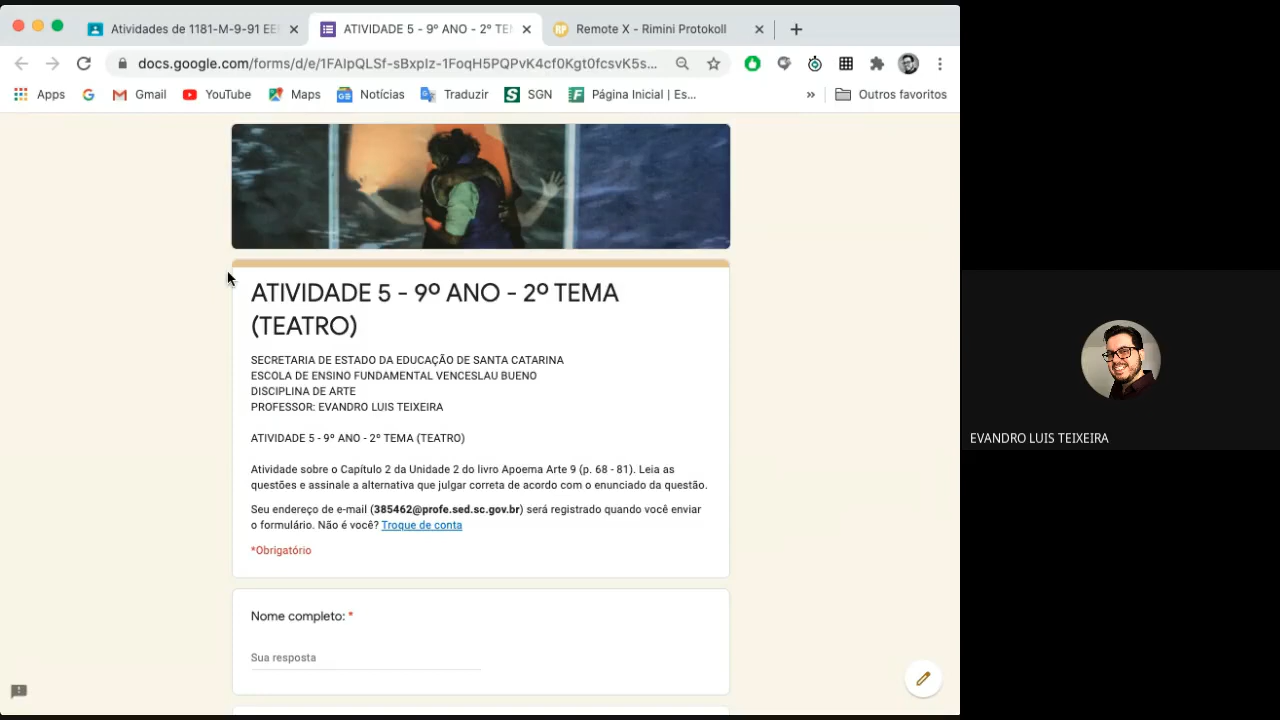 Atividades de 1181-M-9-91 EE
ATIVIDADE 5 - 9º ANO - 2º TE
Remote X - Rimini Protokoll
docs.google.com/forms/d/e/1FAIpQLSf-sBxpIz-1FoqH5PQPvK4cf0Kgt0fcsvK5s...
Apps
Gmail
YouTube
Maps
Notícias
Traduzir
SGN
Página Inicial | Es...
»
Outros favoritos
ATIVIDADE 5 - 9º ANO - 2º TEMA
(TEATRO)
SECRETARIA DE ESTADO DA EDUCAÇÃO DE SANTA CATARINA
ESCOLA DE ENSINO FUNDAMENTAL VENCESLAU BUENO
DISCIPLINA DE ARTE
PROFESSOR: EVANDRO LUIS TEIXEIRA
ATIVIDADE 5 - 9º ANO - 2º TEMA (TEATRO)
Atividade sobre o Capítulo 2 da Unidade 2 do livro Apoema Arte 9 (p. 68 - 81). Leia as
questões e assinale a alternativa que julgar correta de acordo com o enunciado da questão.
Seu endereço de e-mail (385462@profe.sed.sc.gov.br) será registrado quando você enviar
o formulário. Não é você? Troque de conta
*Obrigatório
Nome completo: *
Sua resposta
EVANDRO LUIS TEIXEIRA